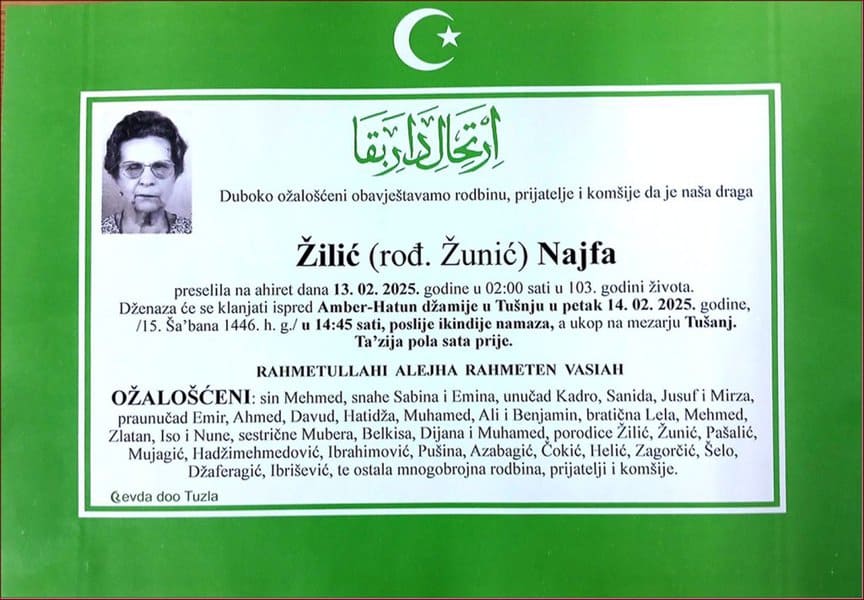 إرتحال دار بقا
Duboko ožalošćeni obavještavamo rodbinu, prijatelje i komšije da je naša draga
Žilić (rođ. Žunić) Najfa
preselila na ahiret dana 13. 02. 2025. godine u 02:00 sati u 103. godini života.
Dženaza će se klanjati ispred Amber-Hatun džamije u Tušnju u petak 14. 02. 2025. godine,
/15. Ša'bana 1446. h. g./ u 14:45 sati, poslije ikindije namaza, a ukop na mezarju Tušanj.
Ta'zija pola sata prije.
RAHMETULLAHI ALEJHA RAHMETEN VASIAH
OŽALOŠĆENI: sin Mehmed, snahe Sabina i Emina, unučad Kadro, Sanida, Jusuf i Mirza,
praunučad Emir, Ahmed, Davud, Hatidža, Muhamed, Ali i Benjamin, bratična Lela, Mehmed,
Zlatan, Iso i Nune, sestrične Mubera, Belkisa, Dijana i Muhamed, porodice Žilić, Žunić, Pašalić,
Mujagić, Hadžimehmedović, Ibrahimović, Pušina, Azabagić, Čokić, Helić, Zagorčić, Šelo,
Džaferagić, Ibrišević, te ostala mnogobrojna rodbina, prijatelji i komšije.
Revda doo Tuzla